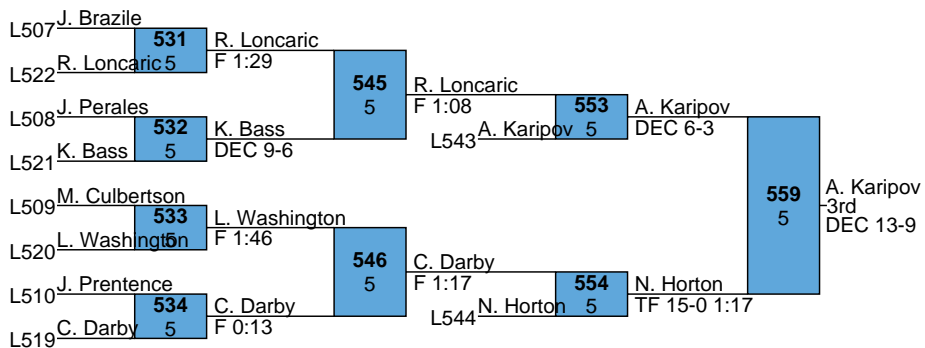 J. Brazile
L507
531
R. Loncaric
R. Loncaric
5
F 1:29
L522
545
5
R. Loncaric
F 1:08
J. Perales
L508
532
K. Bass
K. Bass
5
DEC 9-6
L521
553
A. Karipov
A. Karipov
5
DEC 6-3
L543
M. Culbertson
L509
533
L. Washington
L. Washington
5
F 1:46
L520
546
5
C. Darby
F 1:17
J. Prentence
L510
534
C. Darby
C. Darby
5
F 0:13
L519
554
N. Horton
N. Horton
5
TF 15-0 1:17
L544
559
5
A. Karipov
3rd
DEC 13-9